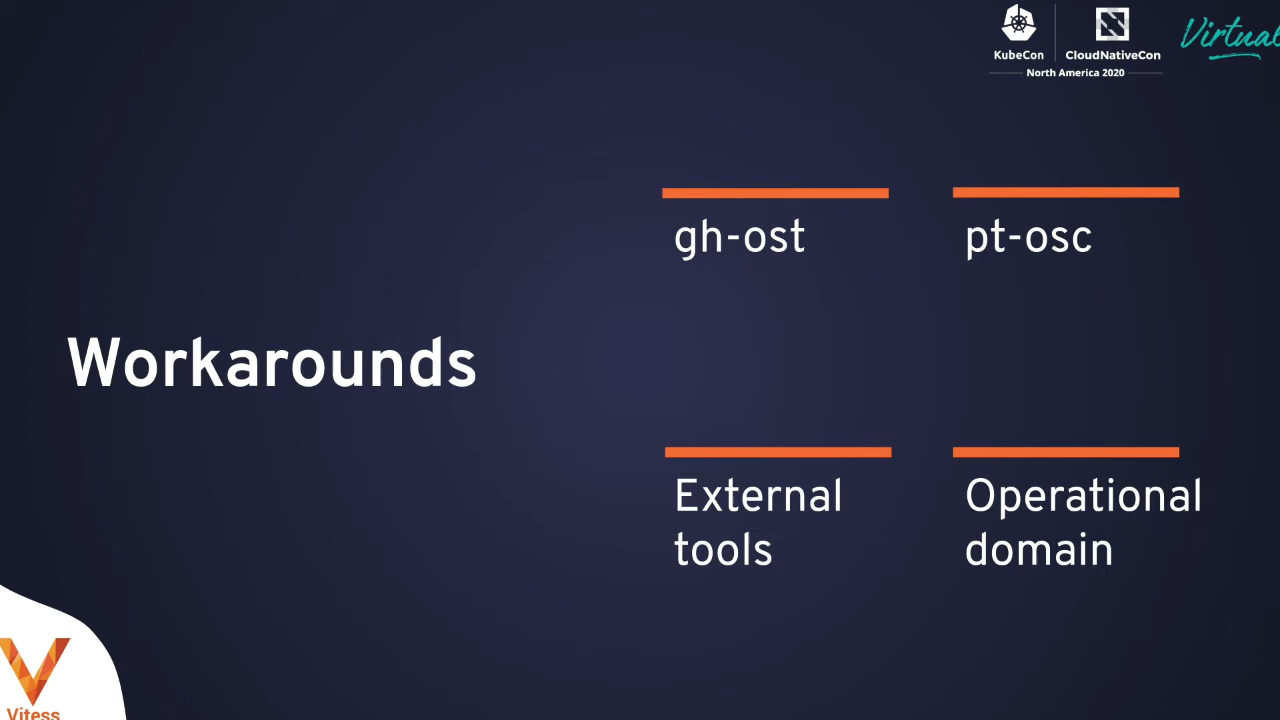 KubeCon
CloudNativeCon
North America 2020
Virtual
gh-ost
pt-osc
Workarounds
External
tools
Operational
domain
Vitess